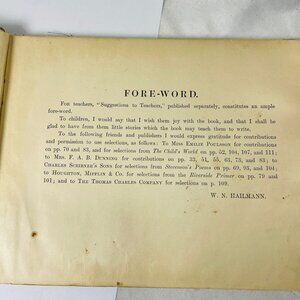 FORE-WORD.
FOR teachers, "Suggestions to Teachers," published separately, constitutes an ample
fore-word.
To children, I would say that I wish them joy with the book, and that I shall be
glad to have from them little stories which the book may teach them to write.
To the following friends and publishers I would express gratitude for contributions
and permission to use selections, as follows: To MISS EMILIE POULSSON for contributions
on pp. 70 and 83, and for selections from The Child's World on pp. 52, 104, 107, and 111;
to MRS. F. A. B. DUNNING for contributions on pp. 33, 51, 55, 63, 73, and 83; to
CHARLES SCRIBNER'S SONS for selections from Stevenson's Poems on pp. 69, 93, and 104;
to HOUGHTON, MIFFLIN & CO. for selections from the Riverside Primer on pp. 79 and
101; and to THE THOMAS CHARLES COMPANY for selections on p. 109.
W. N. HAILMANN.